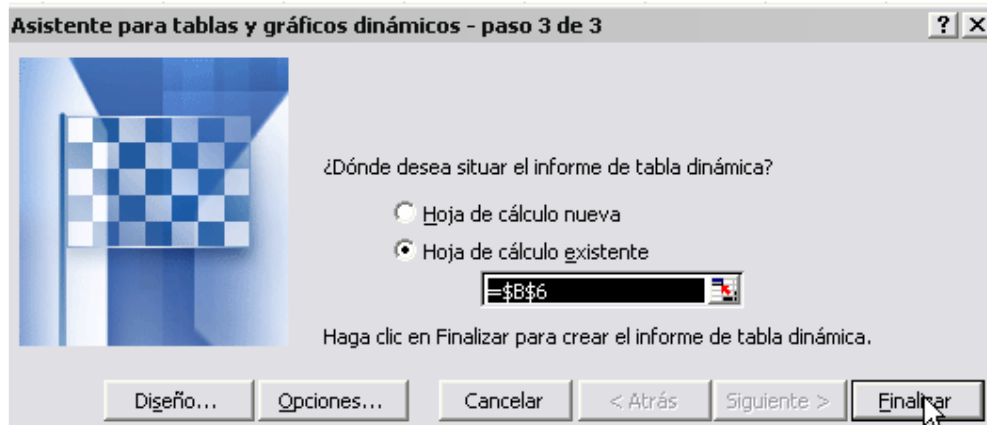 Asistente para tablas y gráficos dinámicos - paso 3 de 3
¿Dónde desea situar el informe de tabla dinámica?
Hoja de cálculo nueva
Hoja de cálculo existente
=$B$6
Haga clic en Finalizar para crear el informe de tabla dinámica.
Diseño... Opciones... Cancelar < Atrás Siguiente > Finalizar